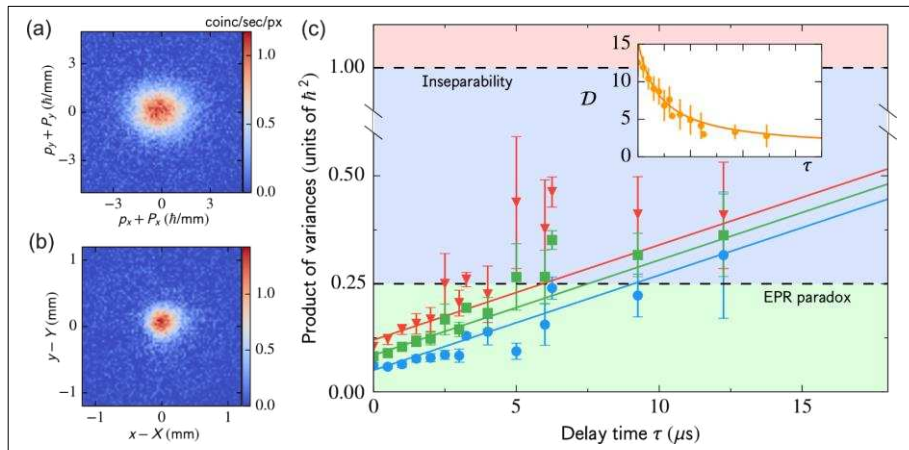 (a)
coinc/sec/px
1.0
0.5
0.0
3
0
−3
p_y + P_y (ħ/mm)
−3
0
3
p_x + P_x (ħ/mm)
(b)
1.0
0.5
0.0
1
0
−1
y − Y (mm)
−1
0
1
x − X (mm)
(c)
Product of variances (units of ħ²)
1.00
0.50
0.25
0.00
Inseparability
EPR paradox
15
10
5
0
𝒟
τ
0
5
10
15
Delay time τ (μs)